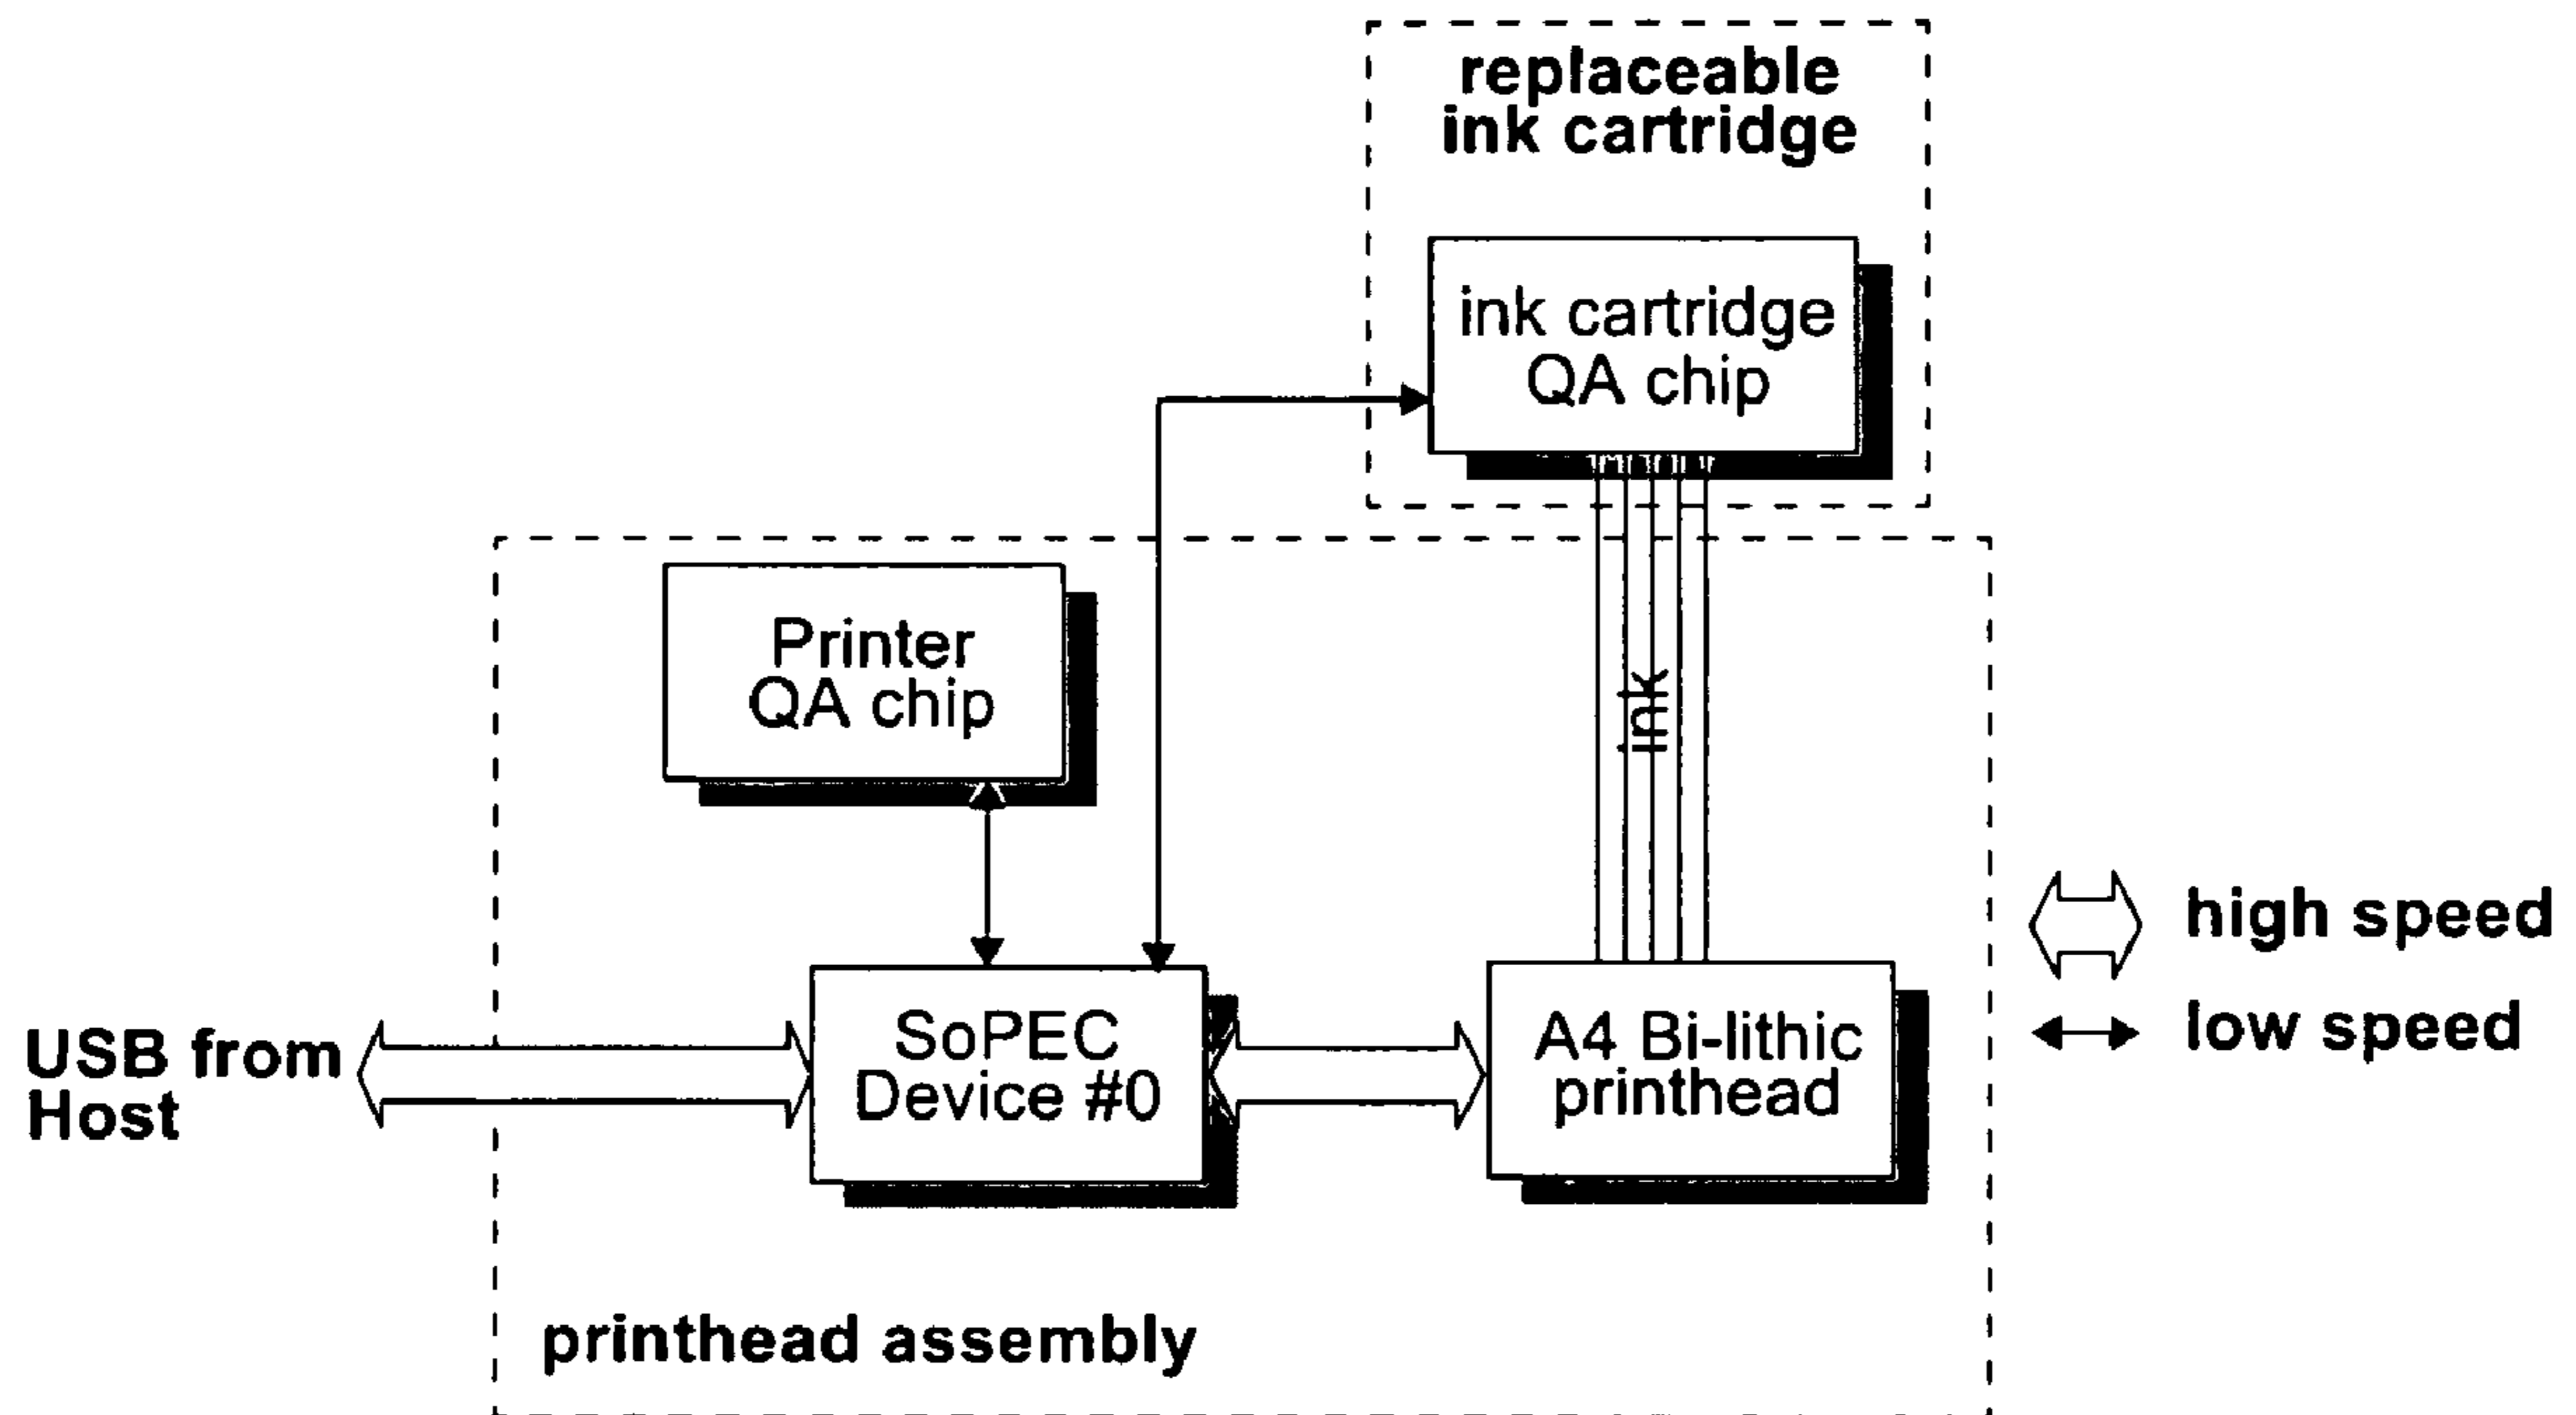 replaceable
ink cartridge
ink cartridge
QA chip
Printer
QA chip
ink
high speed
low speed
USB from
Host
SoPEC
Device #0
A4 Bi-lithic
printhead
printhead assembly